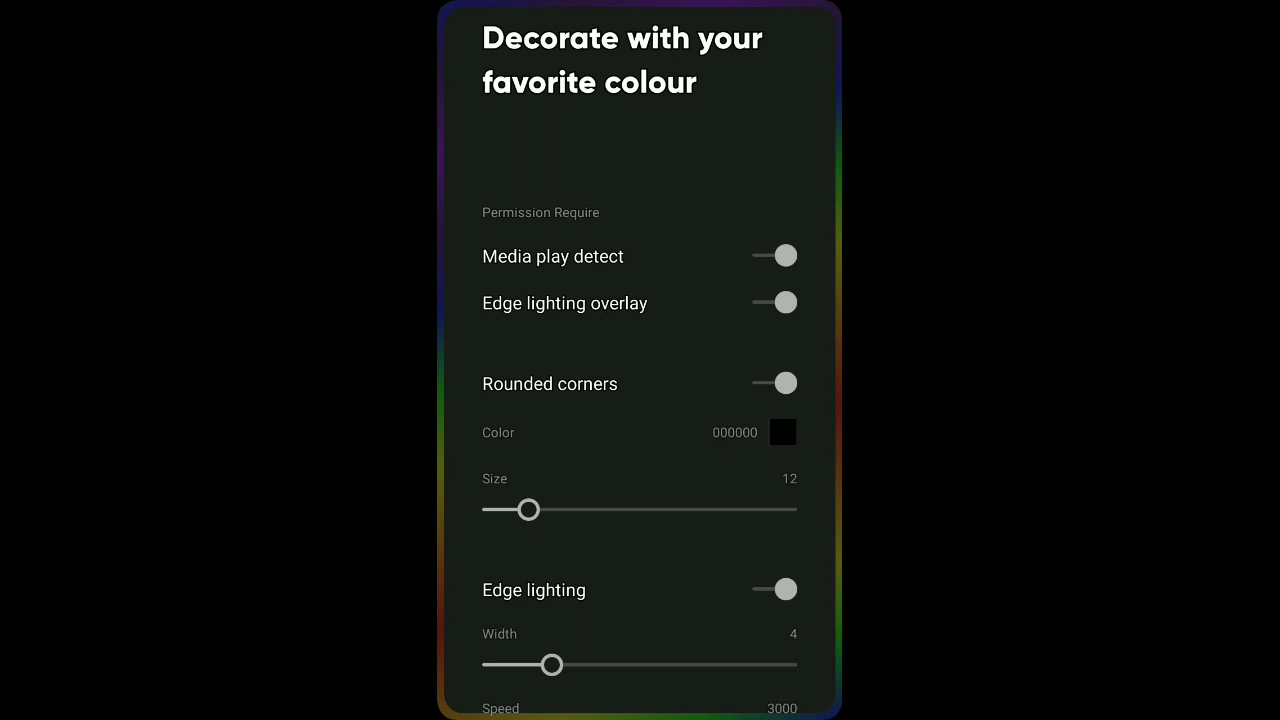 Decorate with your
favorite colour
Permission Require
Media play detect
Edge lighting overlay
Rounded corners
Color 000000
Size 12
Edge lighting
Width 4
Speed 3000